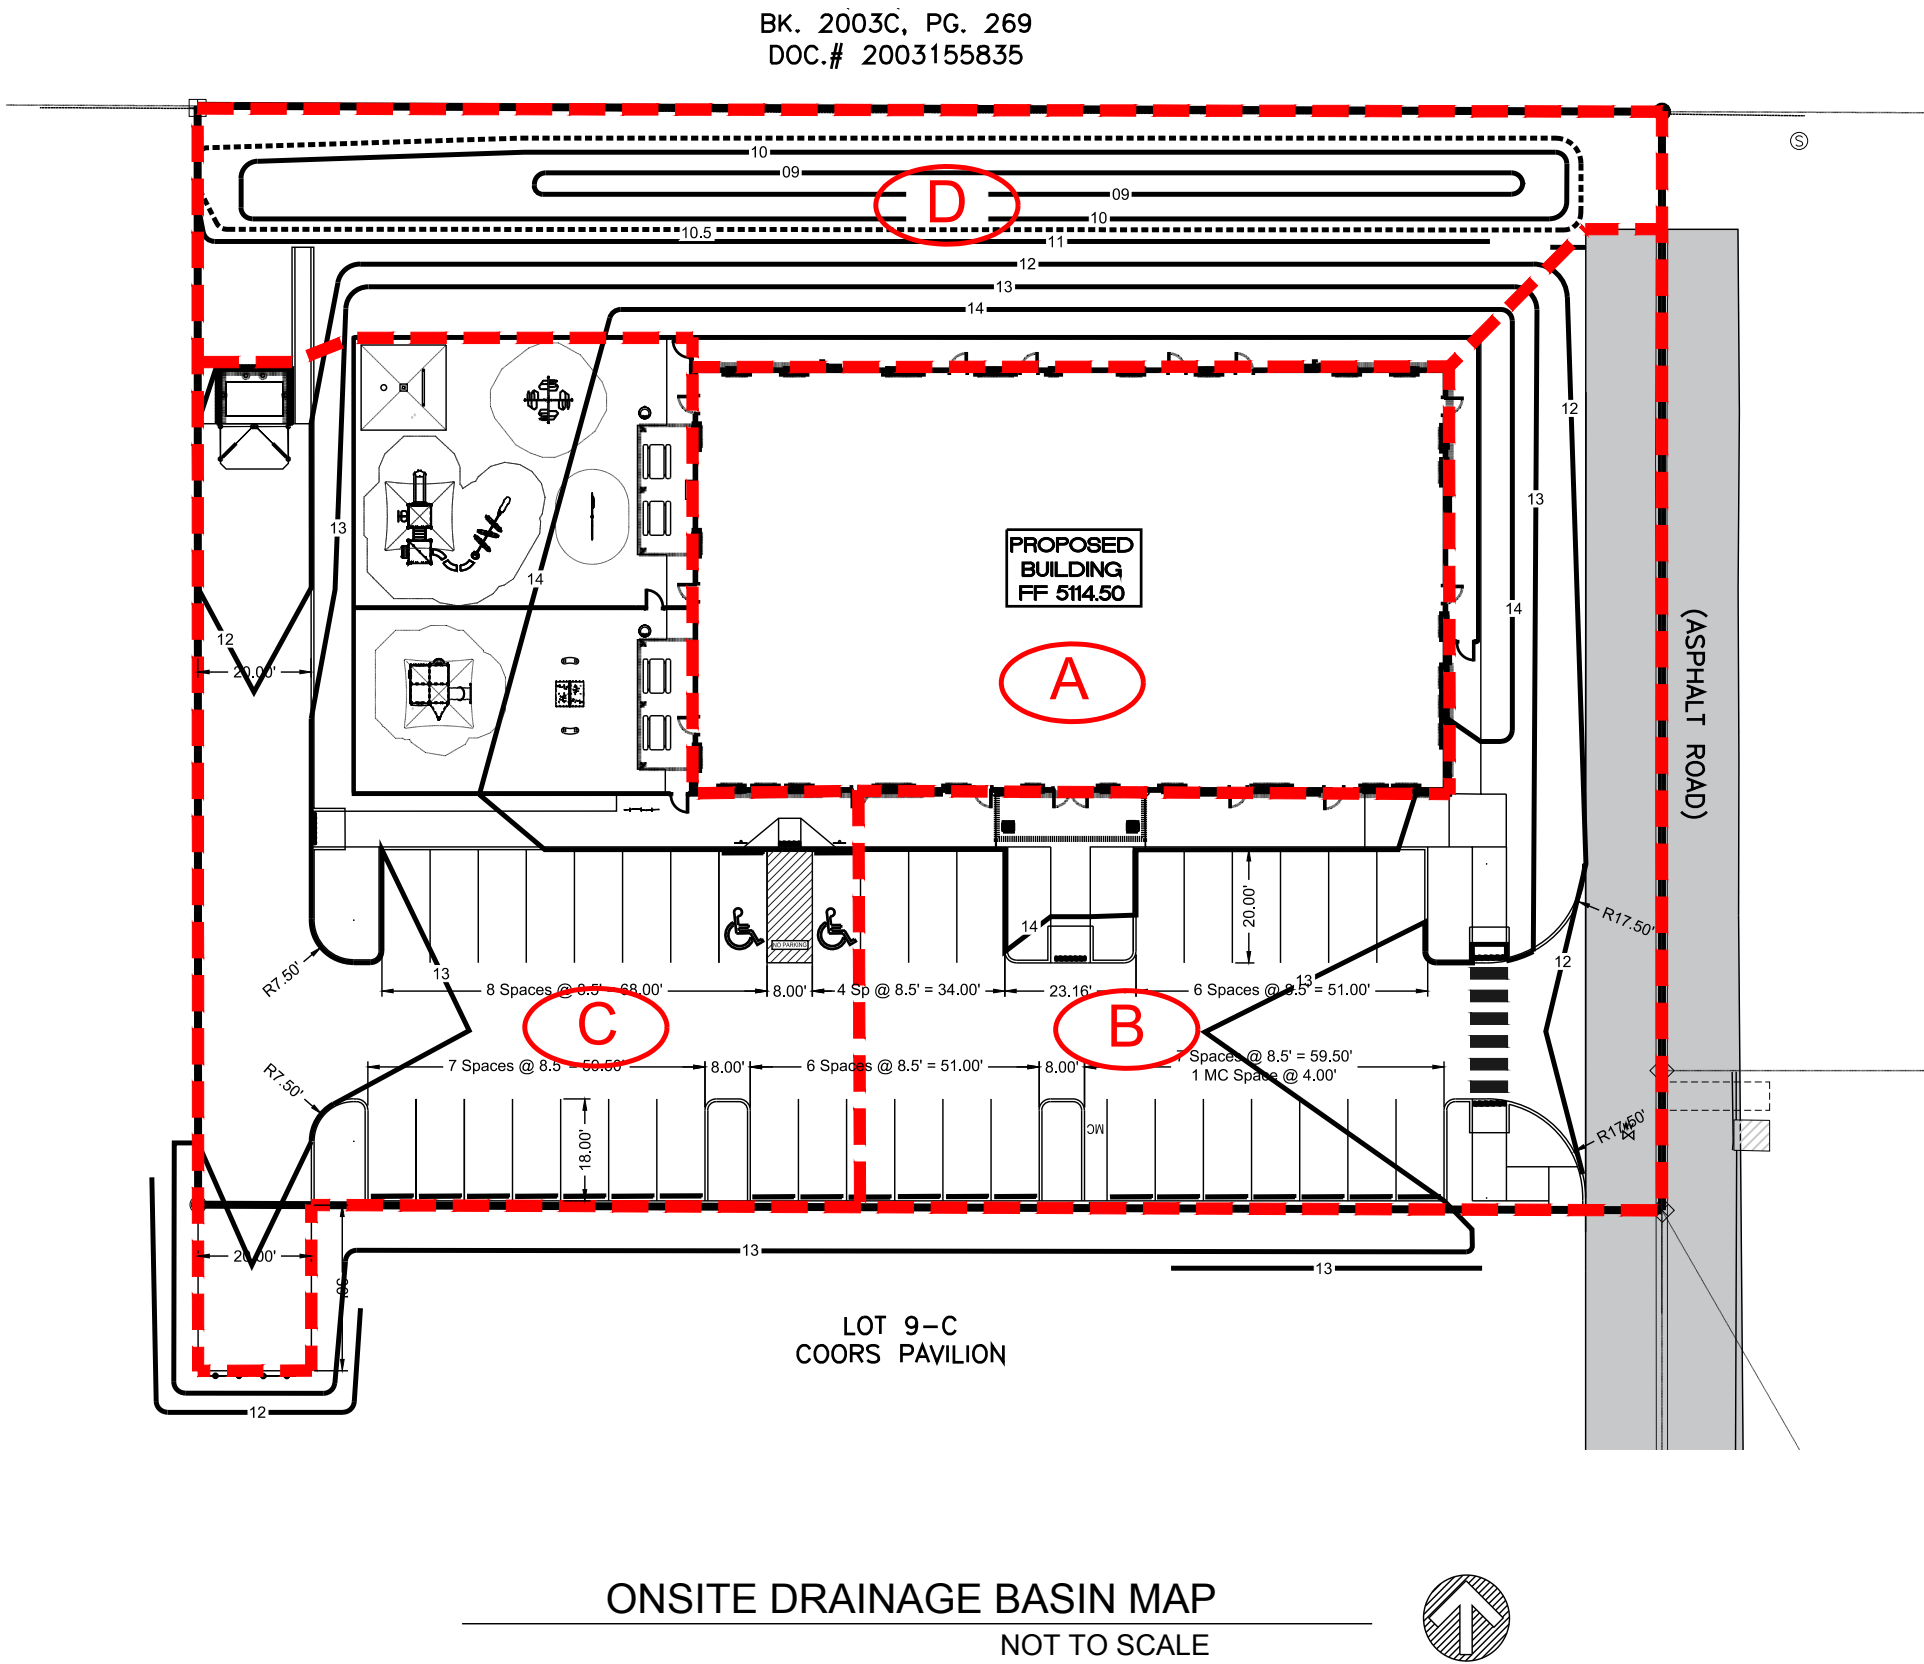 BK. 2003C, PG. 269
DOC.# 2003155835
S
10
09
D
09
10
10.5
11
12
13
14
12
13
13
PROPOSED
BUILDING
FF 5114.50
14
14
12
20.00'
A
(ASPHALT ROAD)
20.00'
R17.50'
14
12
R7.50'
13
13
NO PARKING
8 Spaces @ 8.5' = 68.00'
8.00'
4 Sp @ 8.5' = 34.00'
23.16'
6 Spaces @ 8.5' = 51.00'
C
B
7 Spaces @ 8.5' = 59.50'
8.00'
6 Spaces @ 8.5' = 51.00'
8.00'
7 Spaces @ 8.5' = 59.50'
1 MC Space @ 4.00'
R7.50'
MC
R17.50'
18.00'
13
20.00'
13
LOT 9-C
COORS PAVILION
12
ONSITE DRAINAGE BASIN MAP
NOT TO SCALE